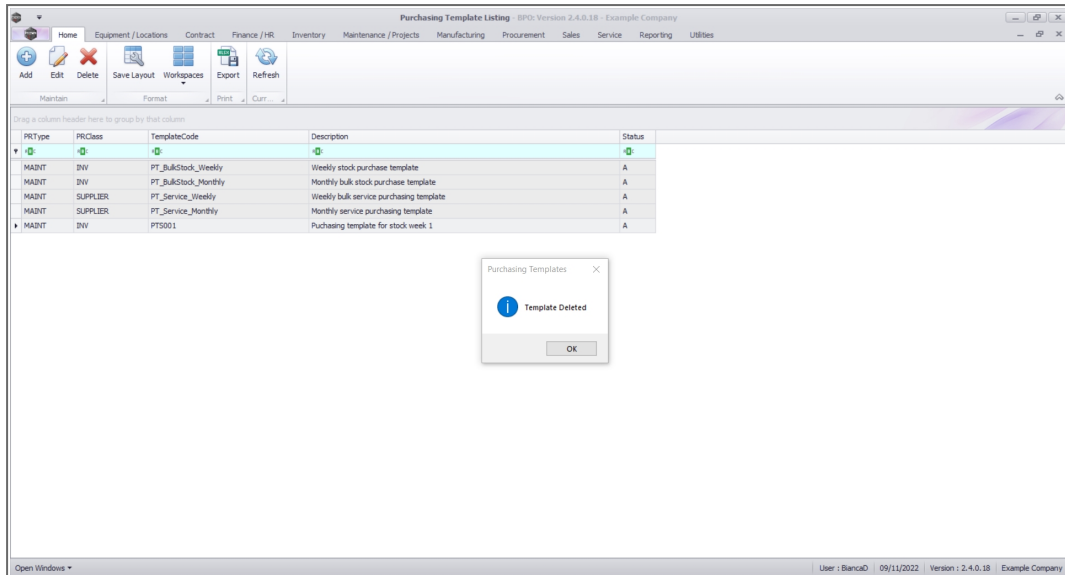 Purchasing Template Listing - BPO: Version 2.4.0.18 - Example Company
Home Equipment / Locations Contract Finance / HR Inventory Maintenance / Projects Manufacturing Procurement Sales Service Reporting Utilities
Add Edit Delete Save Layout Workspaces Export Refresh
Maintain Format Print Curr...
Drag a column header here to group by that column
PRType PRClass TemplateCode Description Status
MAINT INV PT_BulkStock_Weekly Weekly stock purchase template A
MAINT INV PT_BulkStock_Monthly Monthly bulk stock purchase template A
MAINT SUPPLIER PT_Service_Weekly Weekly bulk service purchasing template A
MAINT SUPPLIER PT_Service_Monthly Monthly service purchasing template A
MAINT INV PTS001 Puchasing template for stock week 1 A
Purchasing Templates
Template Deleted
OK
Open Windows User : BiancaD 09/11/2022 Version : 2.4.0.18 Example Company